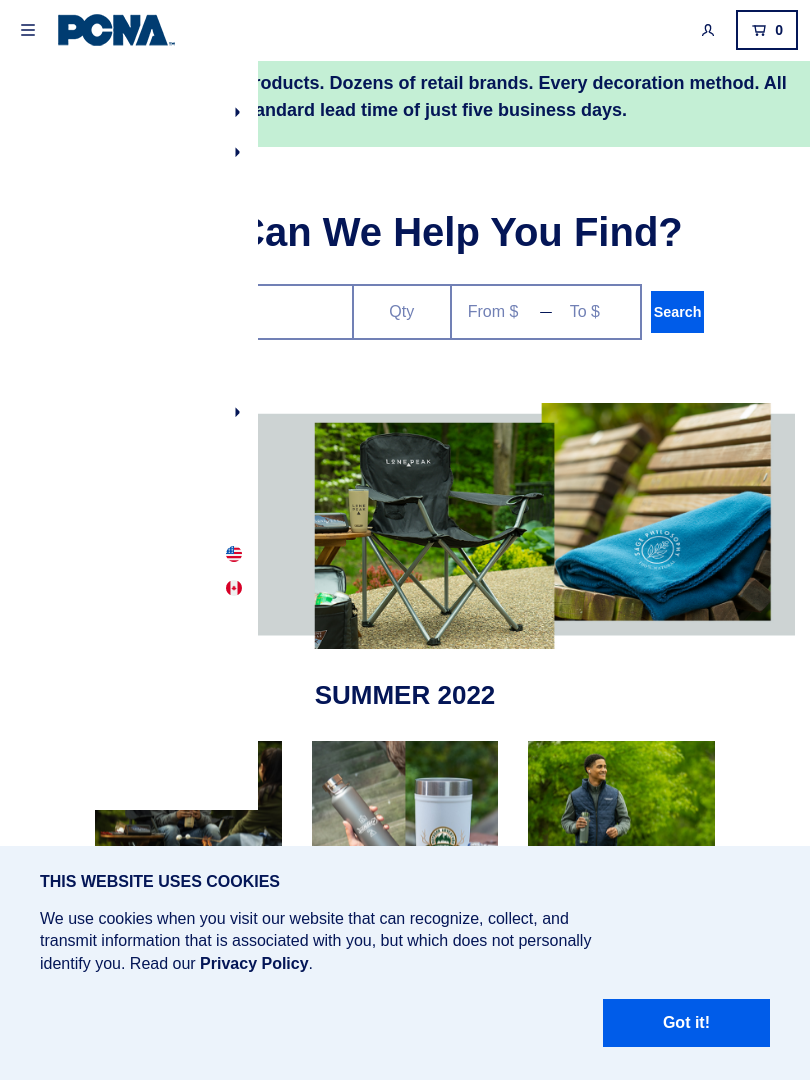 PCNA
0
roducts. Dozens of retail brands. Every decoration method. All
andard lead time of just five business days.
Can We Help You Find?
Qty
From $
To $
Search
LONE PEAK
LONE
PEAK
SAGE PHILOSOPHY
SUMMER 2022
THIS WEBSITE USES COOKIES
We use cookies when you visit our website that can recognize, collect, and
transmit information that is associated with you, but which does not personally
identify you. Read our Privacy Policy.
Got it!